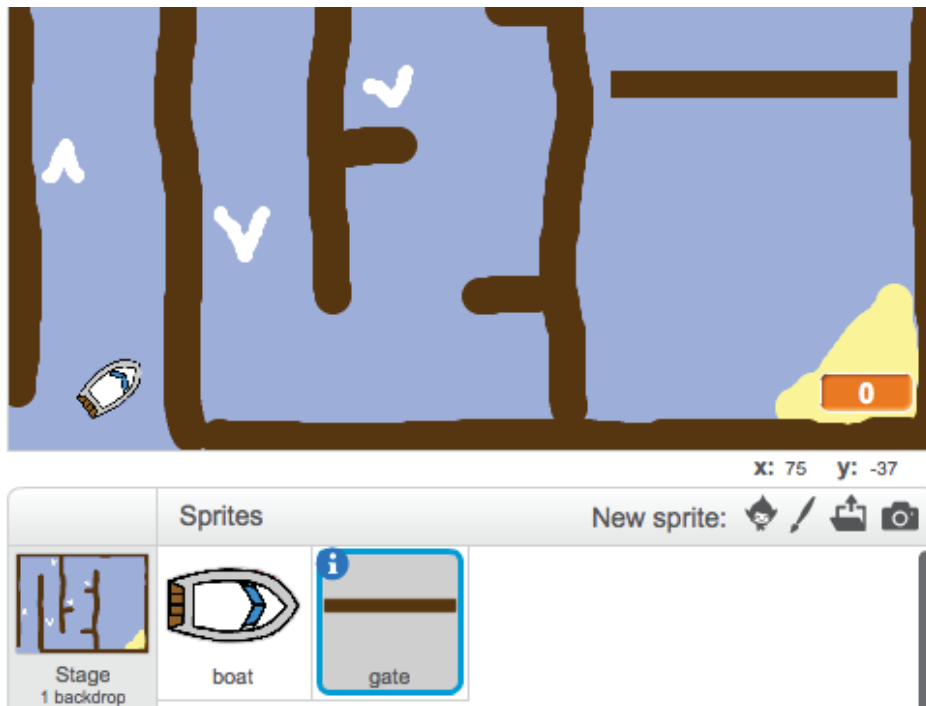 0
x: 75 y: -37
Sprites New sprite:
i
Stage
1 backdrop
boat
gate